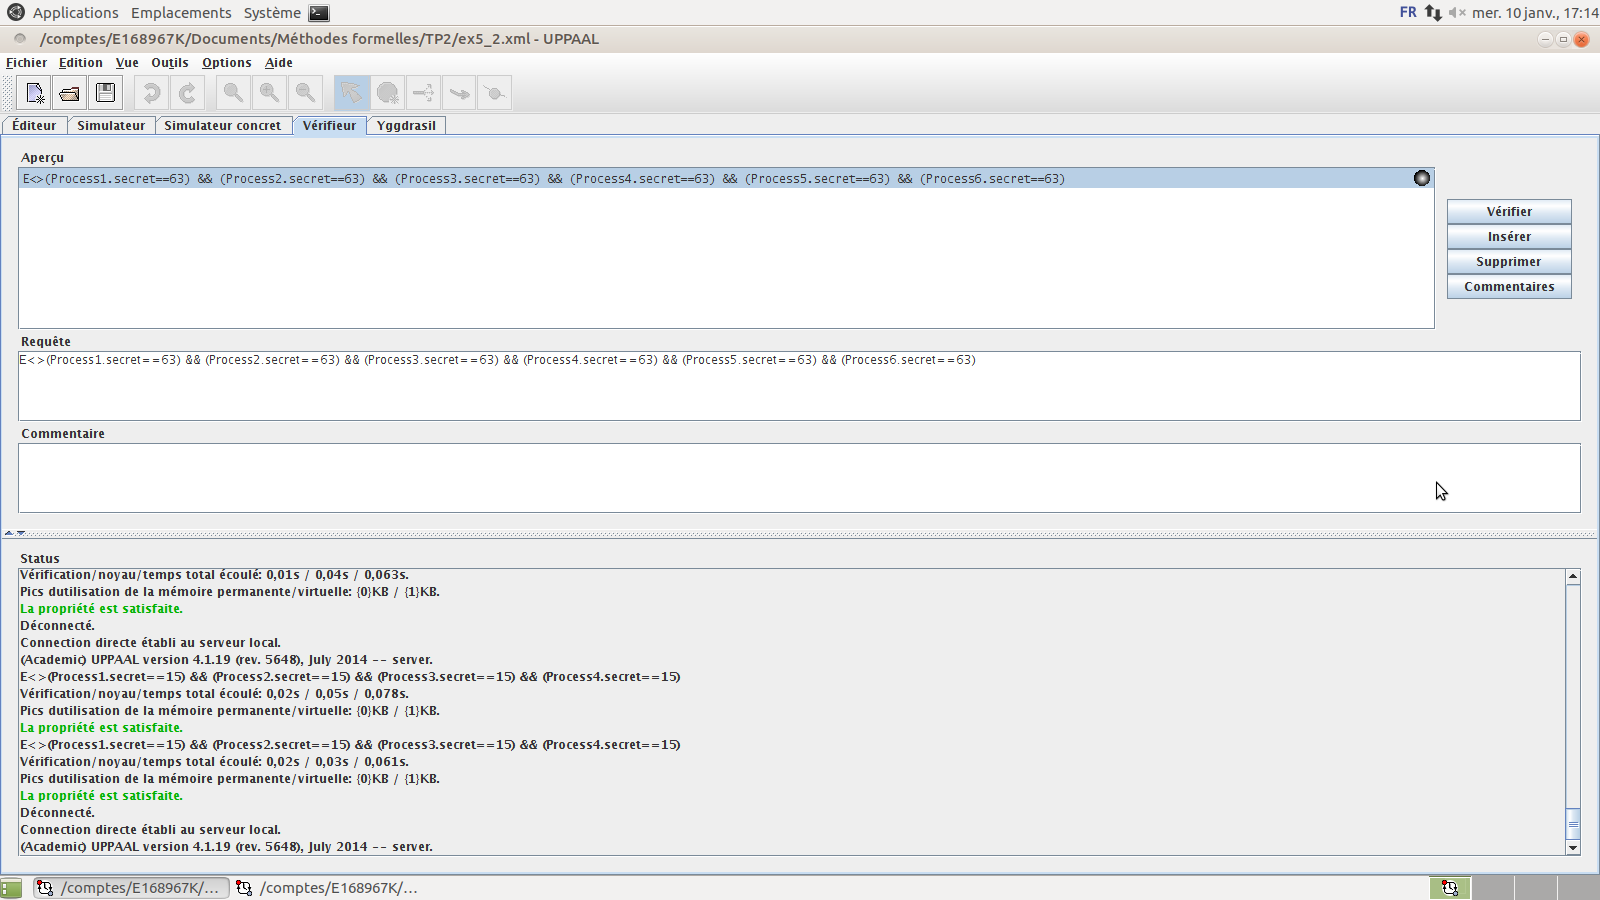 Applications Emplacements Système FR mer. 10 janv., 17:14
/comptes/E168967K/Documents/Méthodes formelles/TP2/ex5_2.xml - UPPAAL
Fichier Edition Vue Outils Options Aide
Éditeur Simulateur Simulateur concret Vérifieur Yggdrasil
Aperçu
E<>(Process1.secret==63) && (Process2.secret==63) && (Process3.secret==63) && (Process4.secret==63) && (Process5.secret==63) && (Process6.secret==63)
Vérifier
Insérer
Supprimer
Commentaires
Requête
E<>(Process1.secret==63) && (Process2.secret==63) && (Process3.secret==63) && (Process4.secret==63) && (Process5.secret==63) && (Process6.secret==63)
Commentaire
Status
Vérification/noyau/temps total écoulé: 0,01s / 0,04s / 0,063s.
Pics dutilisation de la mémoire permanente/virtuelle: {0}KB / {1}KB.
La propriété est satisfaite.
Déconnecté.
Connection directe établi au serveur local.
(Academic) UPPAAL version 4.1.19 (rev. 5648), July 2014 -- server.
E<>(Process1.secret==15) && (Process2.secret==15) && (Process3.secret==15) && (Process4.secret==15)
Vérification/noyau/temps total écoulé: 0,02s / 0,05s / 0,078s.
Pics dutilisation de la mémoire permanente/virtuelle: {0}KB / {1}KB.
La propriété est satisfaite.
E<>(Process1.secret==15) && (Process2.secret==15) && (Process3.secret==15) && (Process4.secret==15)
Vérification/noyau/temps total écoulé: 0,02s / 0,03s / 0,061s.
Pics dutilisation de la mémoire permanente/virtuelle: {0}KB / {1}KB.
La propriété est satisfaite.
Déconnecté.
Connection directe établi au serveur local.
(Academic) UPPAAL version 4.1.19 (rev. 5648), July 2014 -- server.
/comptes/E168967K/... /comptes/E168967K/...